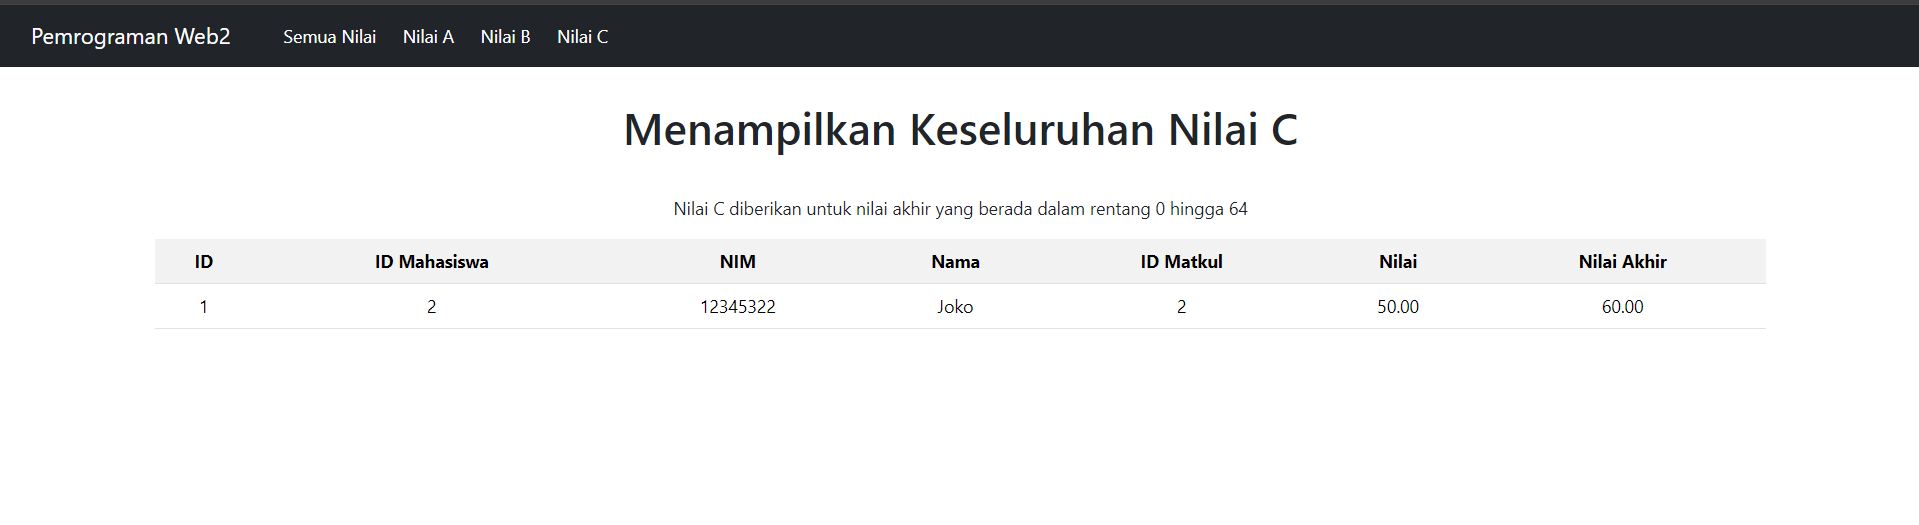 Pemrograman Web2 Semua Nilai Nilai A Nilai B Nilai C
Menampilkan Keseluruhan Nilai C
Nilai C diberikan untuk nilai akhir yang berada dalam rentang 0 hingga 64
ID ID Mahasiswa NIM Nama ID Matkul Nilai Nilai Akhir
1 2 12345322 Joko 2 50.00 60.00